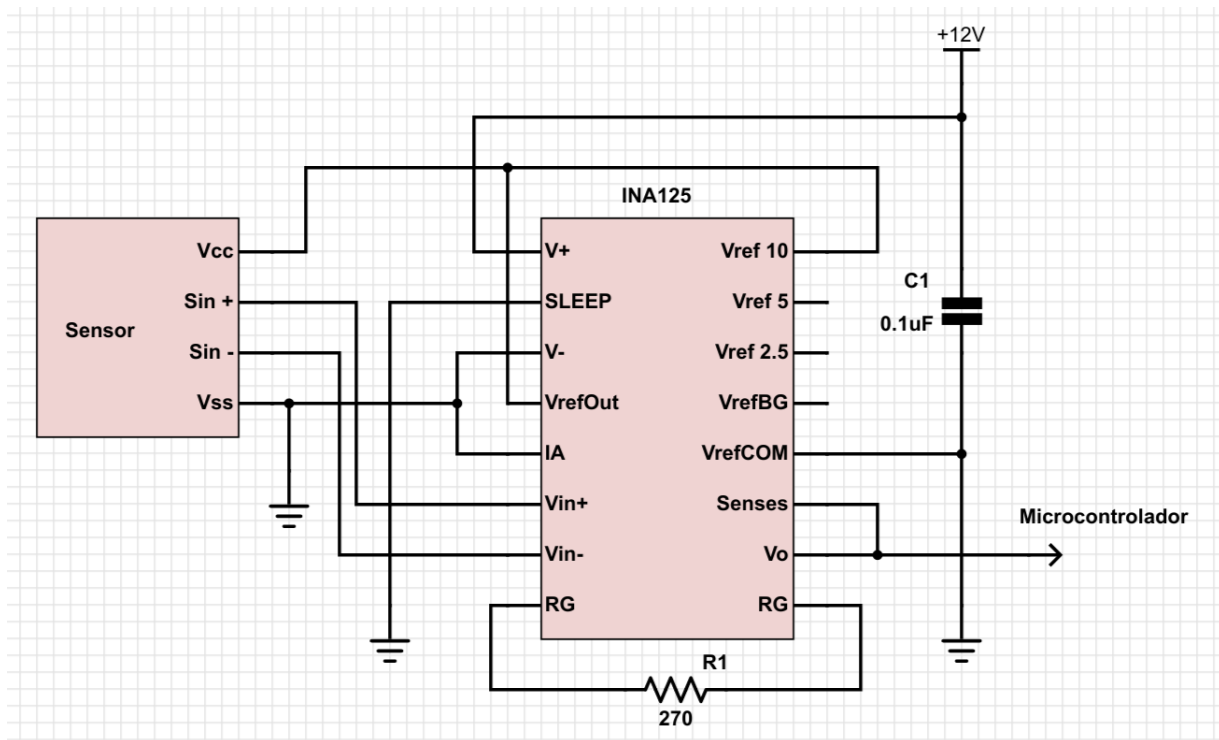 +12V
INA125
Vcc
V+
Vref 10
Sin +
SLEEP
Vref 5
C1
Sensor
Sin -
V-
Vref 2.5
0.1uF
Vss
VrefOut
VrefBG
IA
VrefCOM
Vin+
Senses
Microcontrolador
Vin-
Vo
RG
RG
R1
270